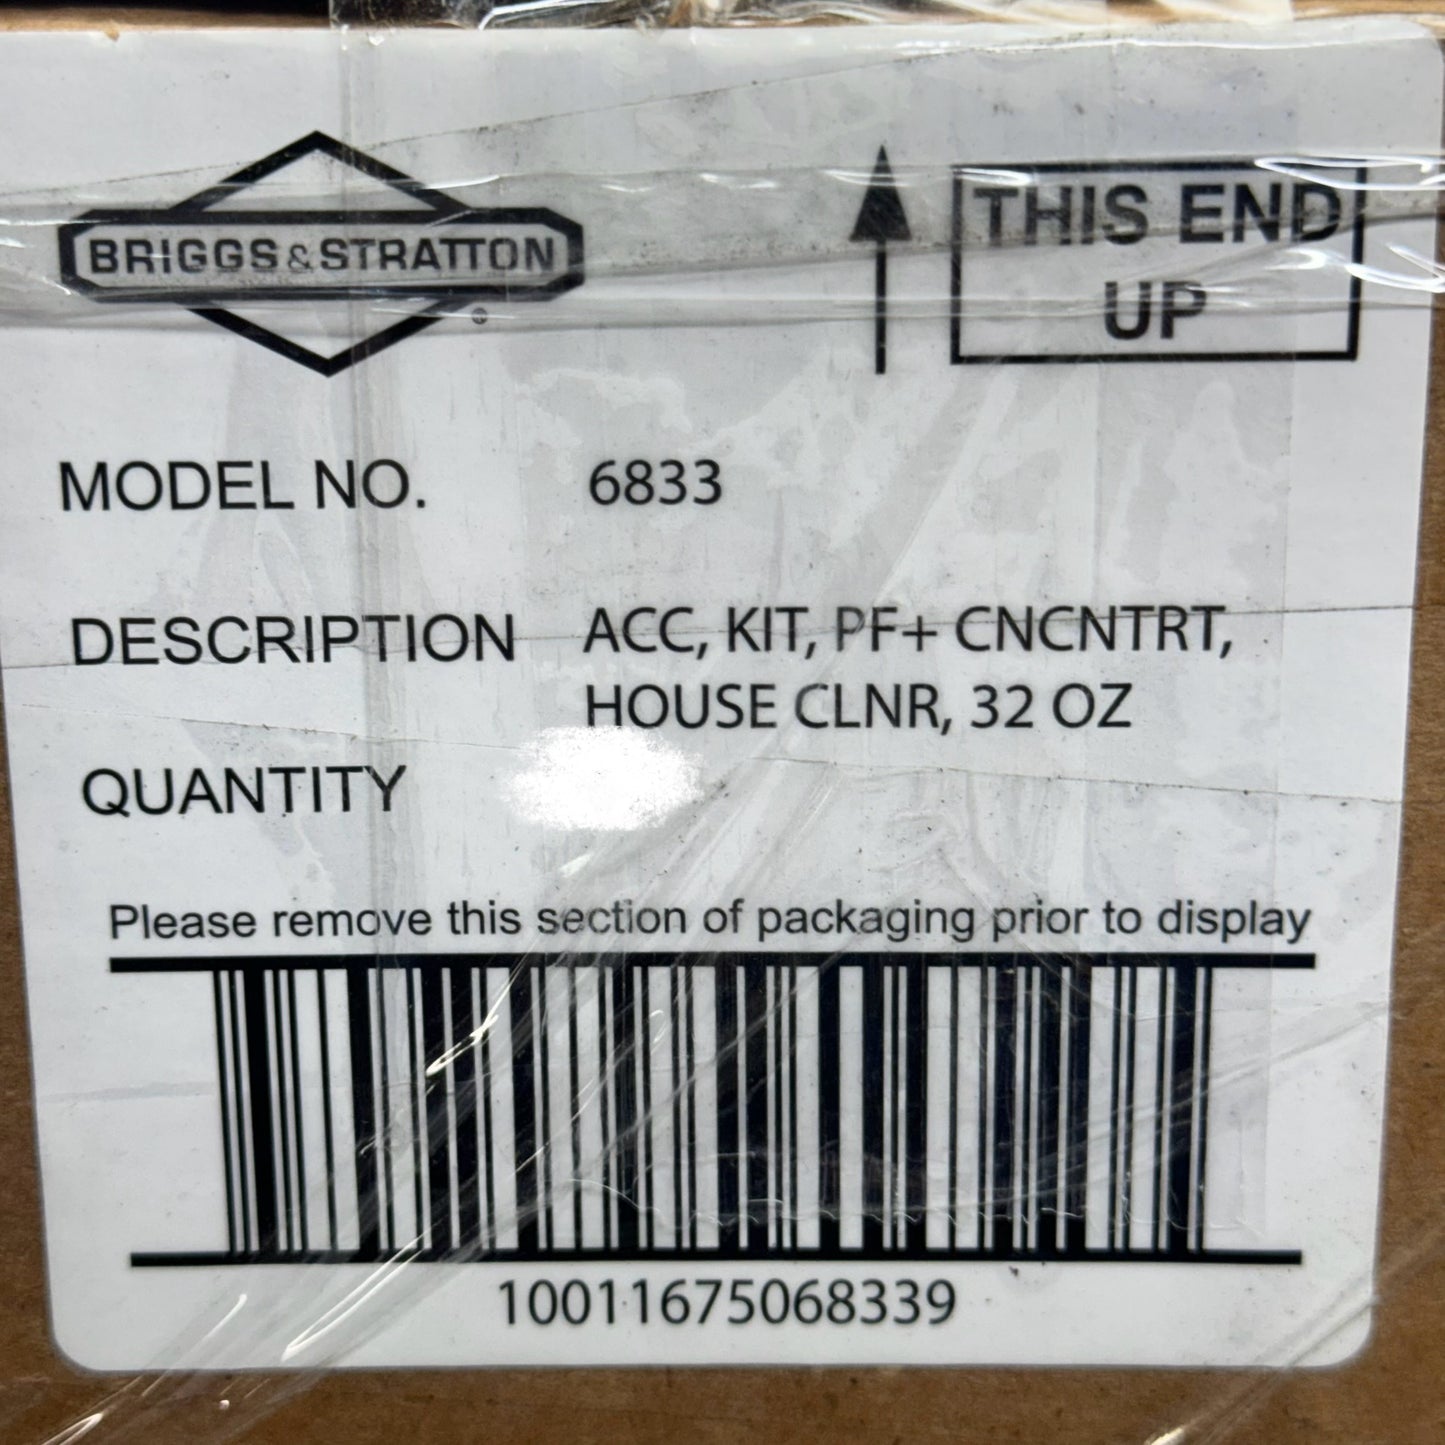 BRIGGS&STRATTON
®
THIS END
UP
MODEL NO. 6833
DESCRIPTION ACC, KIT, PF+ CNCNTRT,
HOUSE CLNR, 32 OZ
QUANTITY
Please remove this section of packaging prior to display
10011675068339